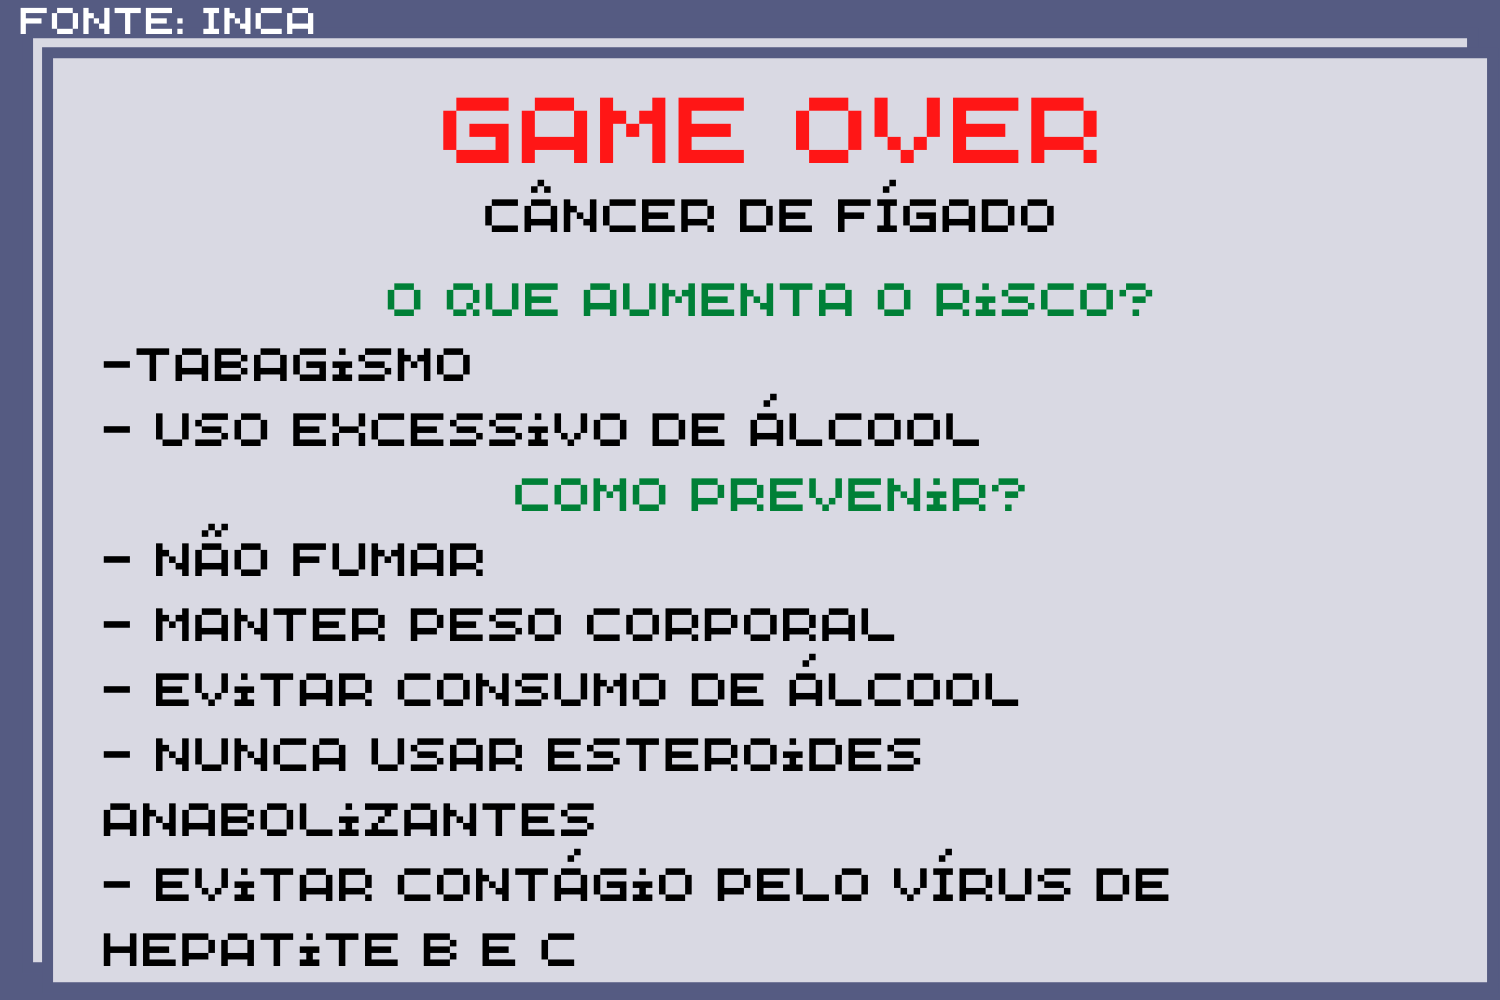 FONTE: INCA
GAME OVER
CÂNCER DE FÍGADO
O QUE AUMENTA O RiSCO?
-TABAGiSMO
- USO EXCESSiVO DE ÁLCOOL
COMO PREVENiR?
- NÃO FUMAR
- MANTER PESO CORPORAL
- EViTAR CONSUMO DE ÁLCOOL
- NUNCA USAR ESTEROiDES
ANABOLiZANTES
- EViTAR CONTÁGiO PELO VÍRUS DE
HEPATiTE B E C